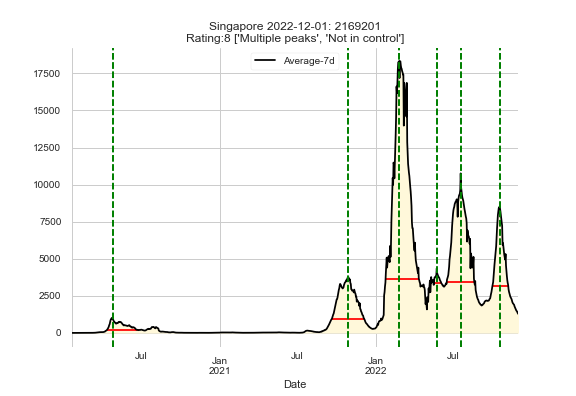 Singapore 2022-12-01: 2169201
Rating:8 ['Multiple peaks', 'Not in control']
Average-7d
17500
15000
12500
10000
7500
5000
2500
0
Jul
Jan
2021
Jul
Jan
2022
Jul
Date